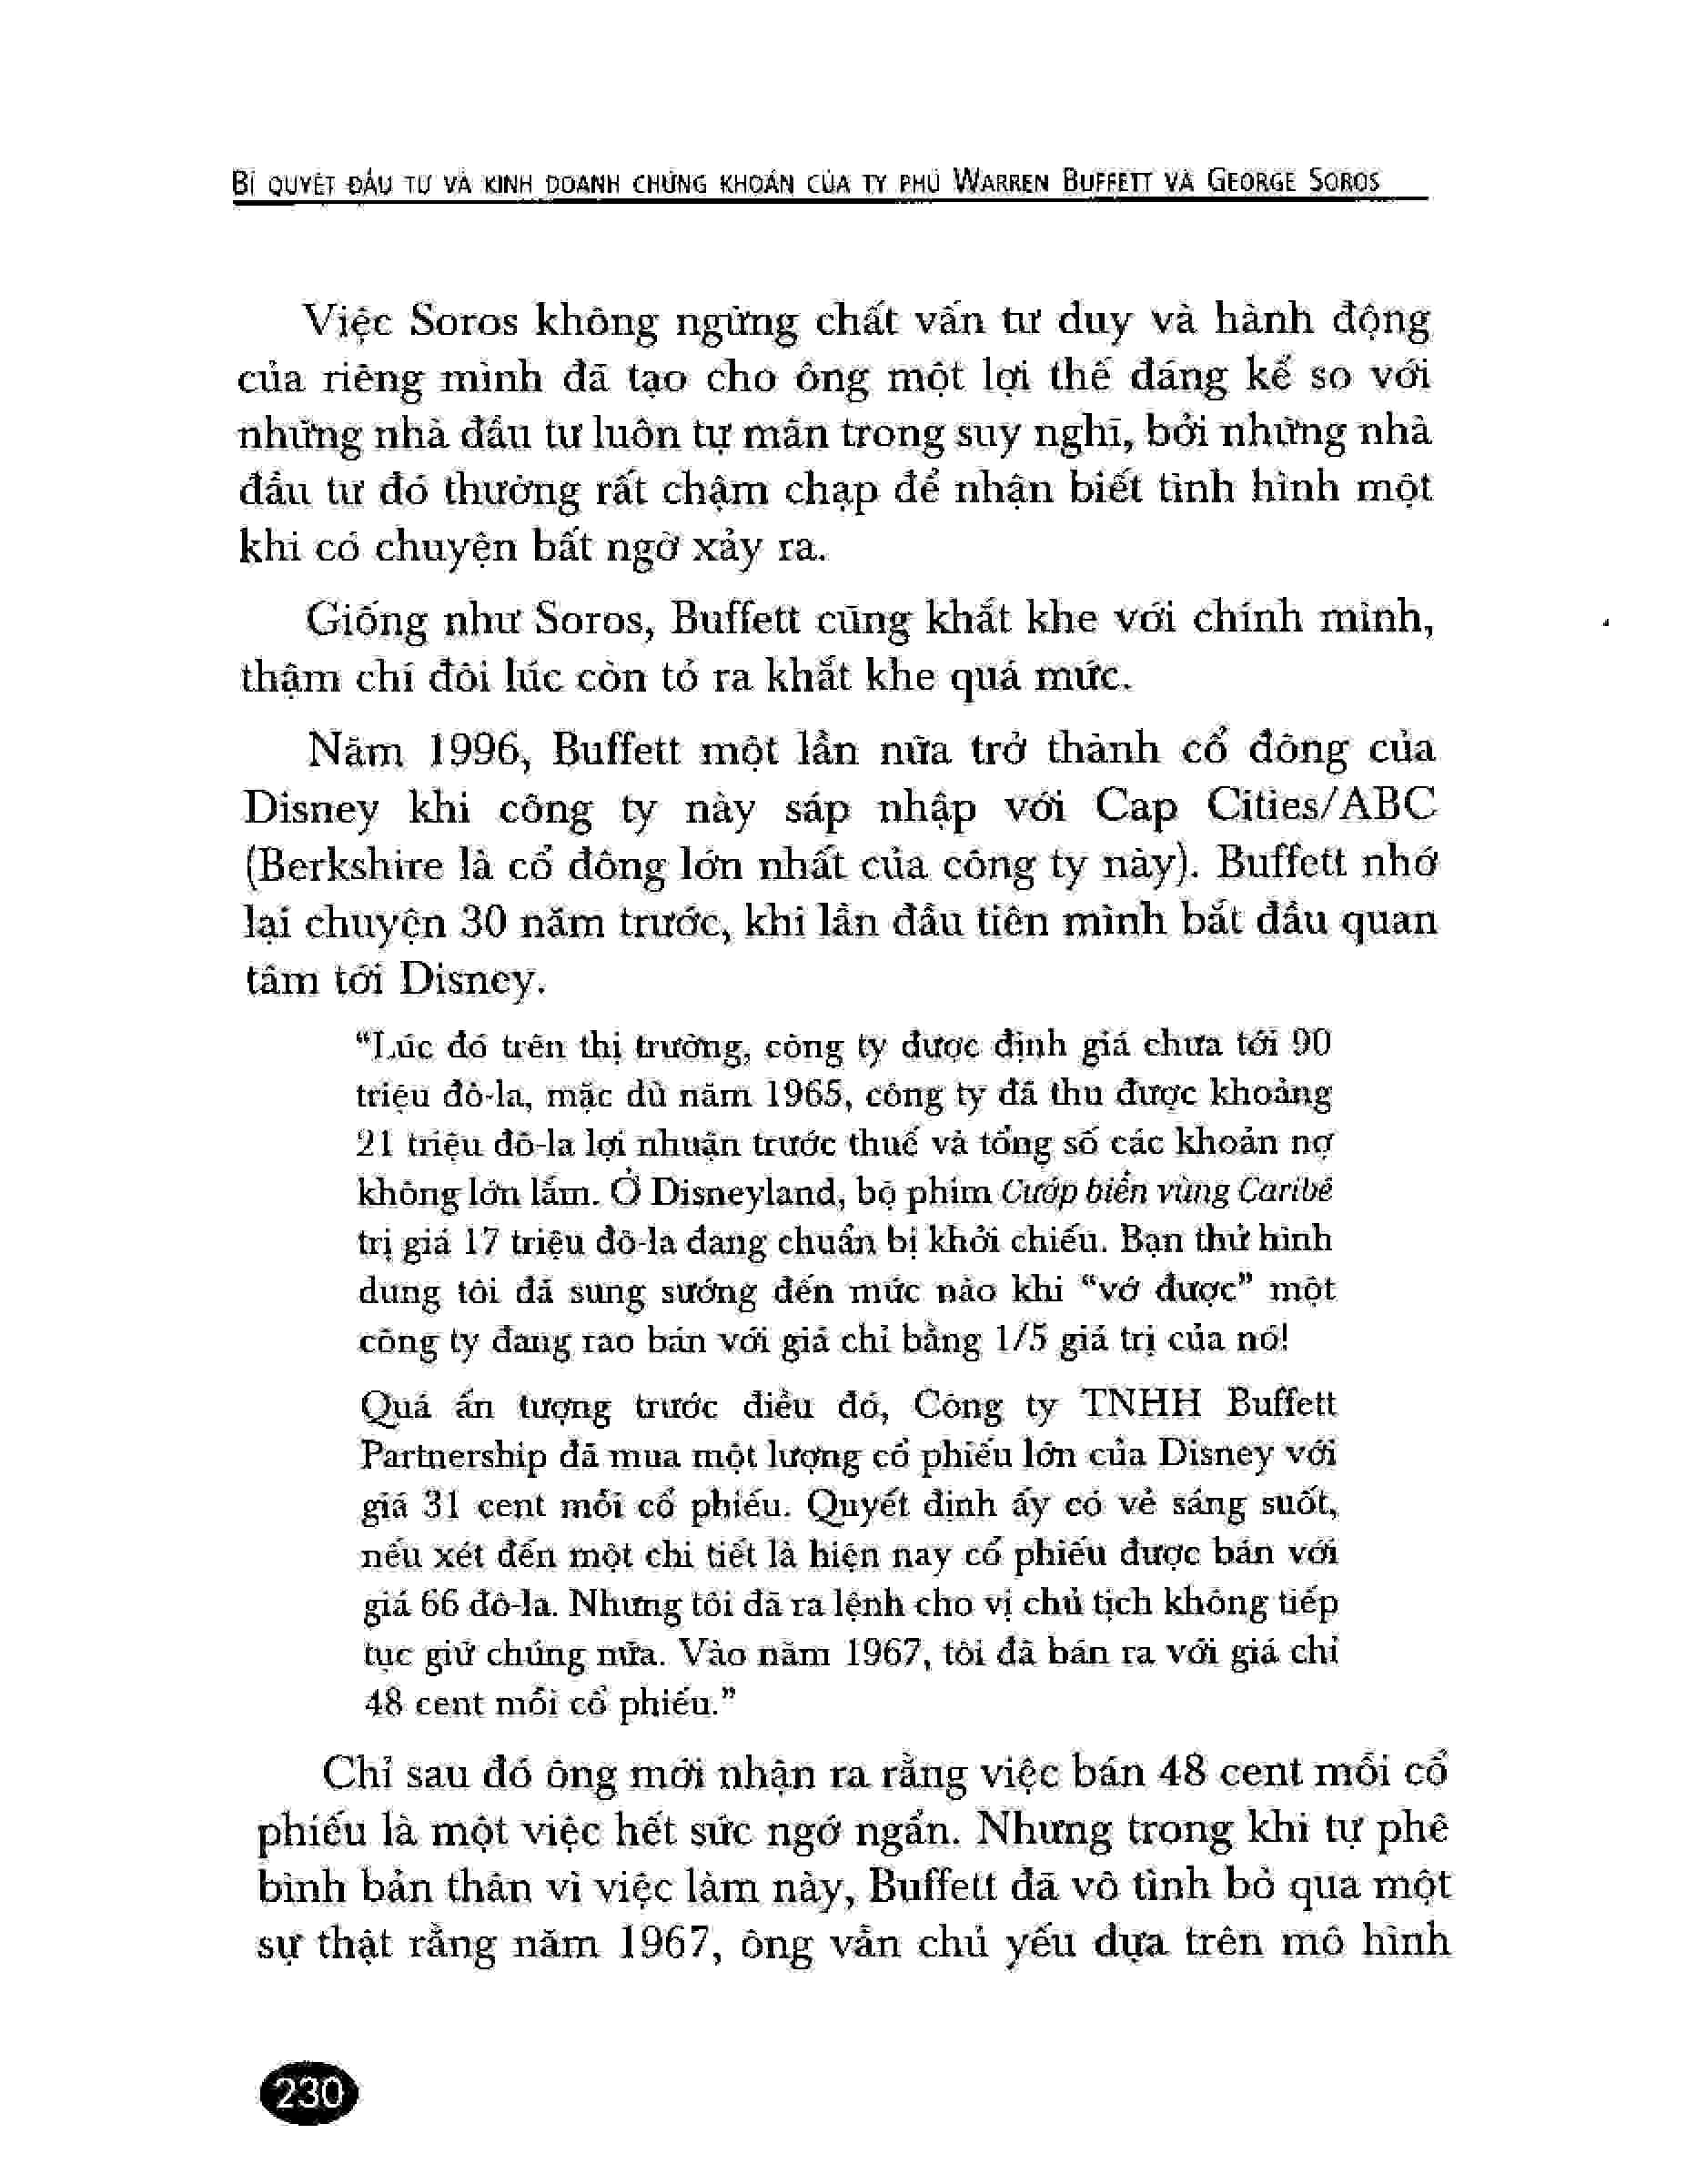 BÍ QUYẾT ĐẦU TƯ VÀ KINH DOANH CHỨNG KHOÁN CỦA TỶ PHÚ WARREN BUFFETT VÀ GEORGE SOROS
Việc Soros không ngừng chất vấn tư duy và hành động
của riêng mình đã tạo cho ông một lợi thế đáng kể so với
những nhà đầu tư luôn tự mãn trong suy nghĩ, bởi những nhà
đầu tư đó thường rất chậm chạp để nhận biết tình hình một
khi có chuyện bất ngờ xảy ra.
Giống như Soros, Buffett cũng khắt khe với chính mình,
thậm chí đôi lúc còn tỏ ra khắt khe quá mức.
Năm 1996, Buffett một lần nữa trở thành cổ đông của
Disney khi công ty này sáp nhập với Cap Cities/ABC
(Berkshire là cổ đông lớn nhất của công ty này). Buffett nhớ
lại chuyện 30 năm trước, khi lần đầu tiên mình bắt đầu quan
tâm tới Disney.
“Lúc đó trên thị trường, công ty được định giá chưa tới 90
triệu đô-la, mặc dù năm 1965, công ty đã thu được khoảng
21 triệu đô-la lợi nhuận trước thuế và tổng số các khoản nợ
không lớn lắm. Ở Disneyland, bộ phim Cướp biển vùng Caribê
trị giá 17 triệu đô-la đang chuẩn bị khởi chiếu. Bạn thử hình
dung tôi đã sung sướng đến mức nào khi “vớ được” một
công ty đang rao bán với giá chỉ bằng 1/5 giá trị của nó!
Quá ấn tượng trước điều đó, Công ty TNHH Buffett
Partnership đã mua một lượng cổ phiếu lớn của Disney với
giá 31 cent mỗi cổ phiếu. Quyết định ấy có vẻ sáng suốt,
nếu xét đến một chi tiết là hiện nay cổ phiếu được bán với
giá 66 đô-la. Nhưng tôi đã ra lệnh cho vị chủ tịch không tiếp
tục giữ chúng nữa. Vào năm 1967, tôi đã bán ra với giá chỉ
48 cent mỗi cổ phiếu.”
Chỉ sau đó ông mới nhận ra rằng việc bán 48 cent mỗi cổ
phiếu là một việc hết sức ngớ ngẩn. Nhưng trong khi tự phê
bình bản thân vì việc làm này, Buffett đã vô tình bỏ qua một
sự thật rằng năm 1967, ông vẫn chủ yếu dựa trên mô hình
230